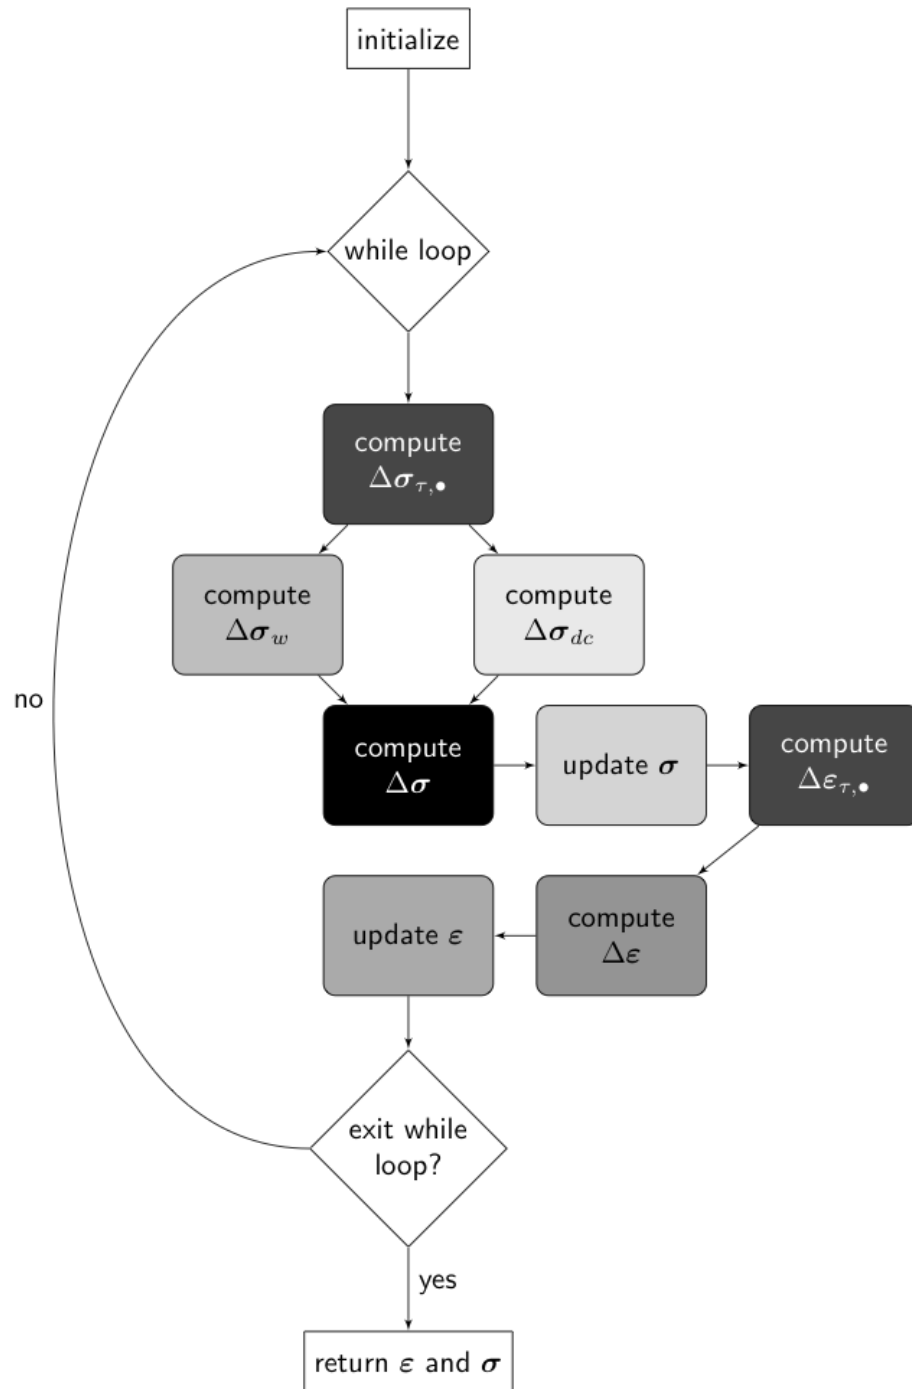 initialize
while loop
compute
Δσ_{τ,•}
compute
Δσ_w
compute
Δσ_{dc}
no
compute
Δσ
update σ
compute
Δε_{τ,•}
update ε
compute
Δε
exit while
loop?
yes
return ε and σ